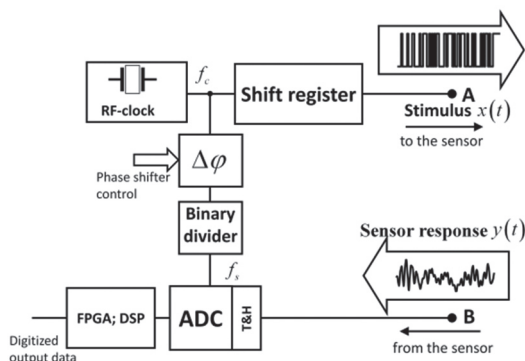 RF-clock
f_c
Shift register
A
Stimulus x(t)
to the sensor
Phase shifter
control
Δφ
Binary
divider
Sensor response y(t)
f_s
FPGA; DSP
ADC
T&H
B
Digitized
output data
from the sensor